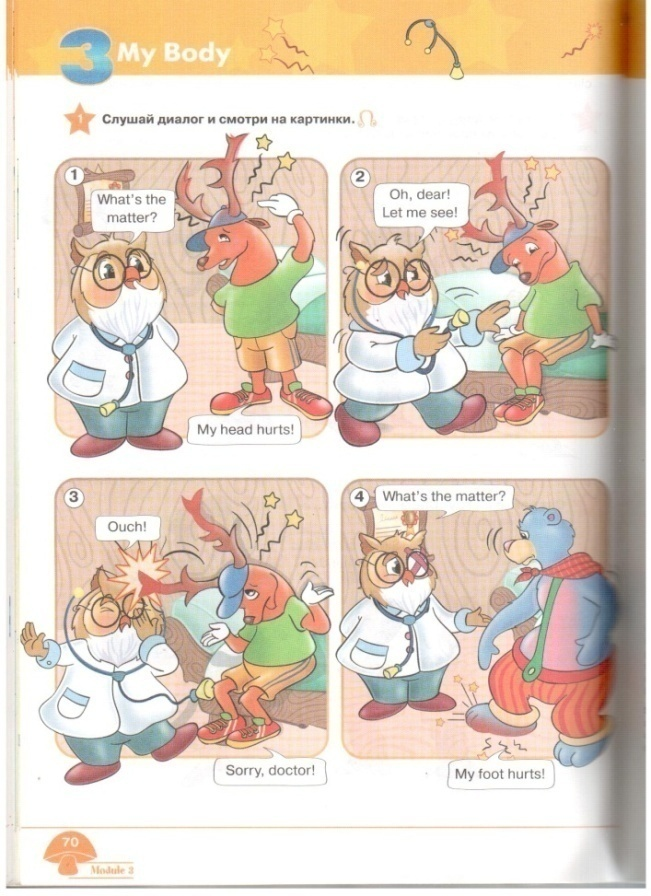 3 My Body
1 Слушай диалог и смотри на картинки.
1
What's the
matter?
My head hurts!
2
Oh, dear!
Let me see!
3
Ouch!
Sorry, doctor!
4
What's the matter?
My foot hurts!
70
Module 3